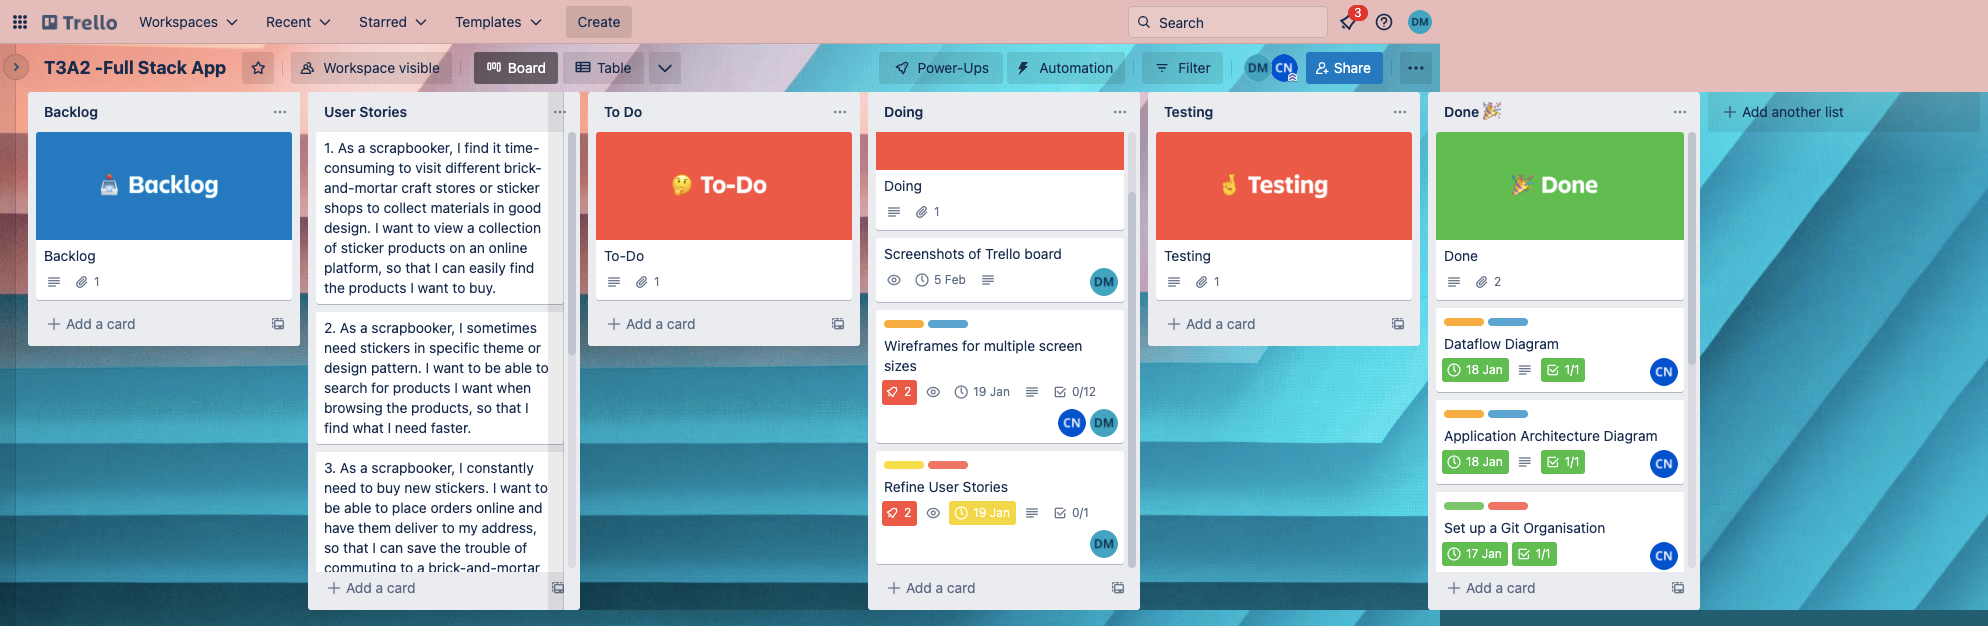 Trello Workspaces Recent Starred Templates Create Search 3 DM
T3A2 -Full Stack App Workspace visible Board Table Power-Ups Automation Filter DM CN Share
Backlog
Backlog
Backlog
1
Add a card
User Stories
1. As a scrapbooker, I find it time-
consuming to visit different brick-
and-mortar craft stores or sticker
shops to collect materials in good
design. I want to view a collection
of sticker products on an online
platform, so that I can easily find
the products I want to buy.
2. As a scrapbooker, I sometimes
need stickers in specific theme or
design pattern. I want to be able to
search for products I want when
browsing the products, so that I
find what I need faster.
3. As a scrapbooker, I constantly
need to buy new stickers. I want to
be able to place orders online and
have them deliver to my address,
so that I can save the trouble of
commuting to a brick-and-mortar
Add a card
To Do
To-Do
To-Do
1
Add a card
Doing
Doing
1
Screenshots of Trello board
5 Feb
DM
Wireframes for multiple screen
sizes
2 19 Jan 0/12
CN DM
Refine User Stories
2 19 Jan 0/1
DM
Add a card
Testing
Testing
Testing
1
Add a card
Done 🎉
Done
Done
2
Dataflow Diagram
18 Jan 1/1
CN
Application Architecture Diagram
18 Jan 1/1
CN
Set up a Git Organisation
17 Jan 1/1
CN
Add a card
Add another list